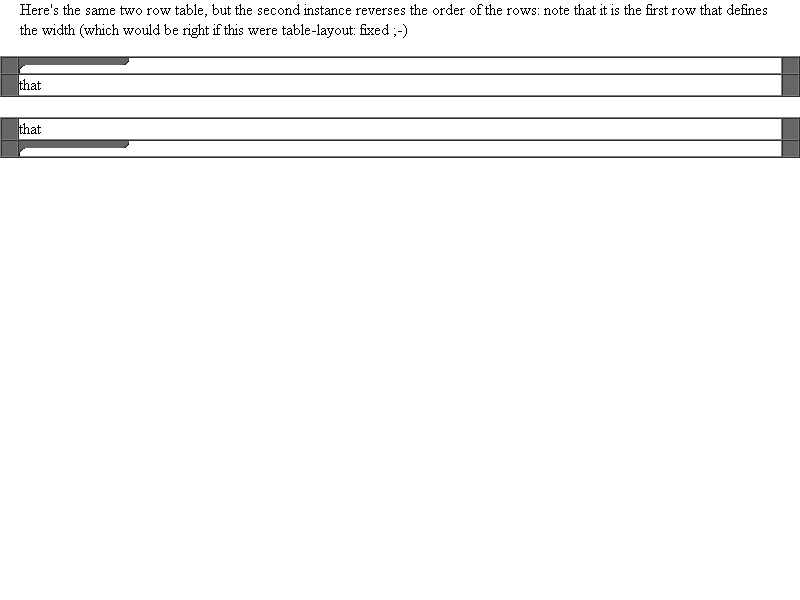 Here's the same two row table, but the second instance reverses the order of the rows: note that it is the first row that defines
the width (which would be right if this were table-layout: fixed ;-)
that
that